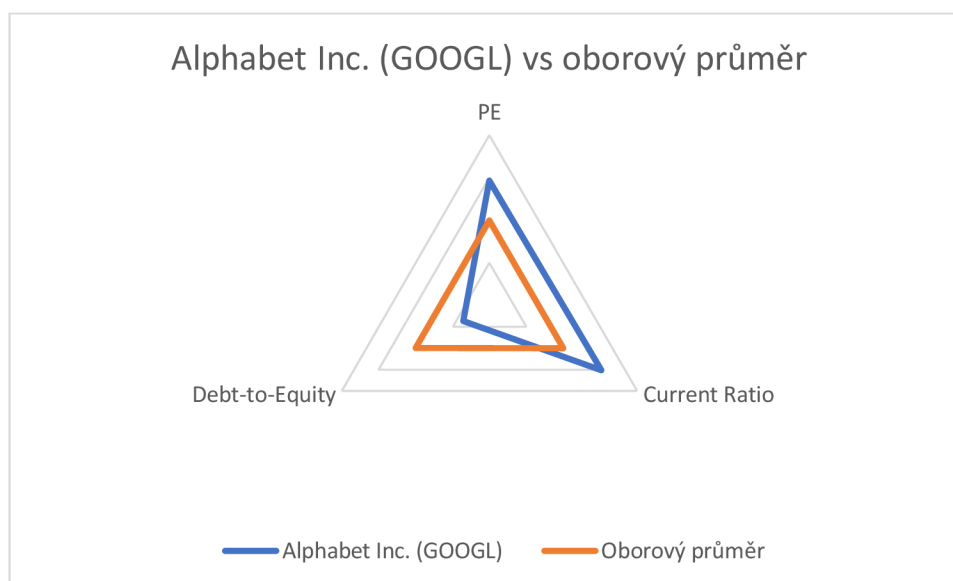 Alphabet Inc. (GOOGL) vs oborový průměr
PE
Debt-to-Equity
Current Ratio
Alphabet Inc. (GOOGL)
Oborový průměr